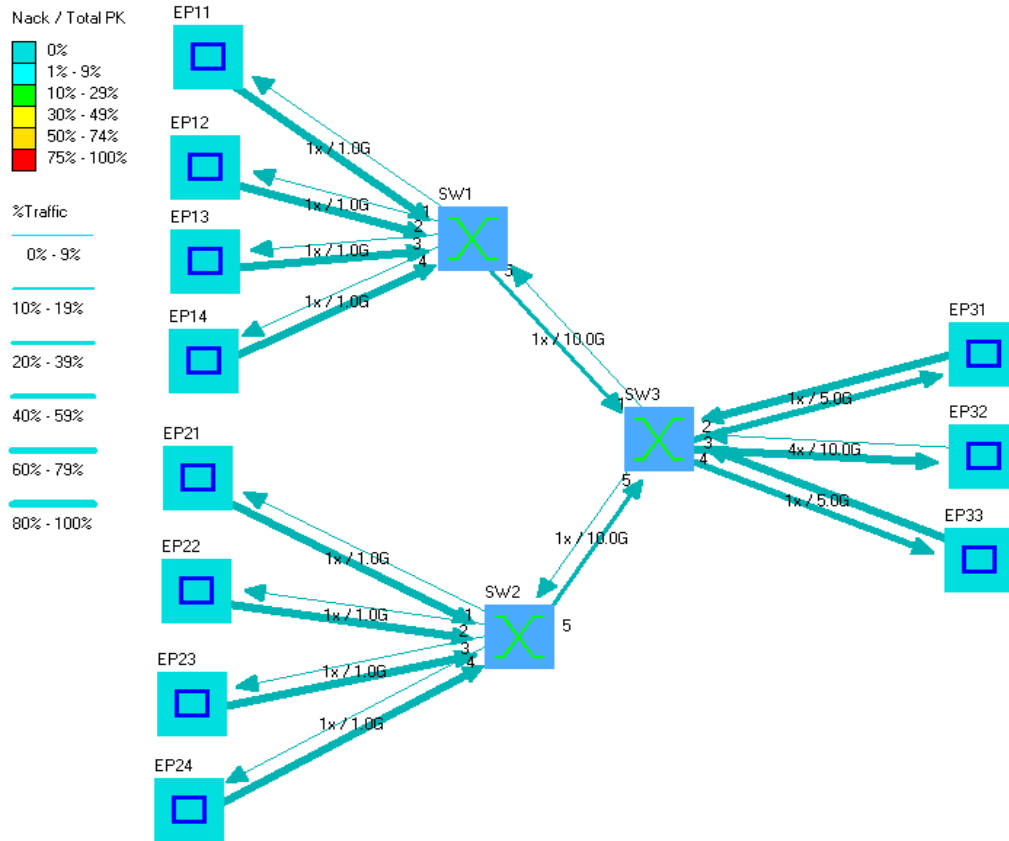 Nack / Total PK
0%
1% - 9%
10% - 29%
30% - 49%
50% - 74%
75% - 100%
%Traffic
0% - 9%
10% - 19%
20% - 39%
40% - 59%
60% - 79%
80% - 100%
EP11
1x / 1.0G
EP12
1x / 1.0G
EP13
1x / 1.0G
EP14
1x / 1.0G
SW1
1
2
3
4
5
1x / 10.0G
SW3
1
2
3
4
5
EP31
1x / 5.0G
EP32
4x / 10.0G
EP33
1x / 5.0G
1x / 10.0G
EP21
1x / 1.0G
EP22
1x / 1.0G
EP23
1x / 1.0G
EP24
1x / 1.0G
SW2
1
2
3
4
5